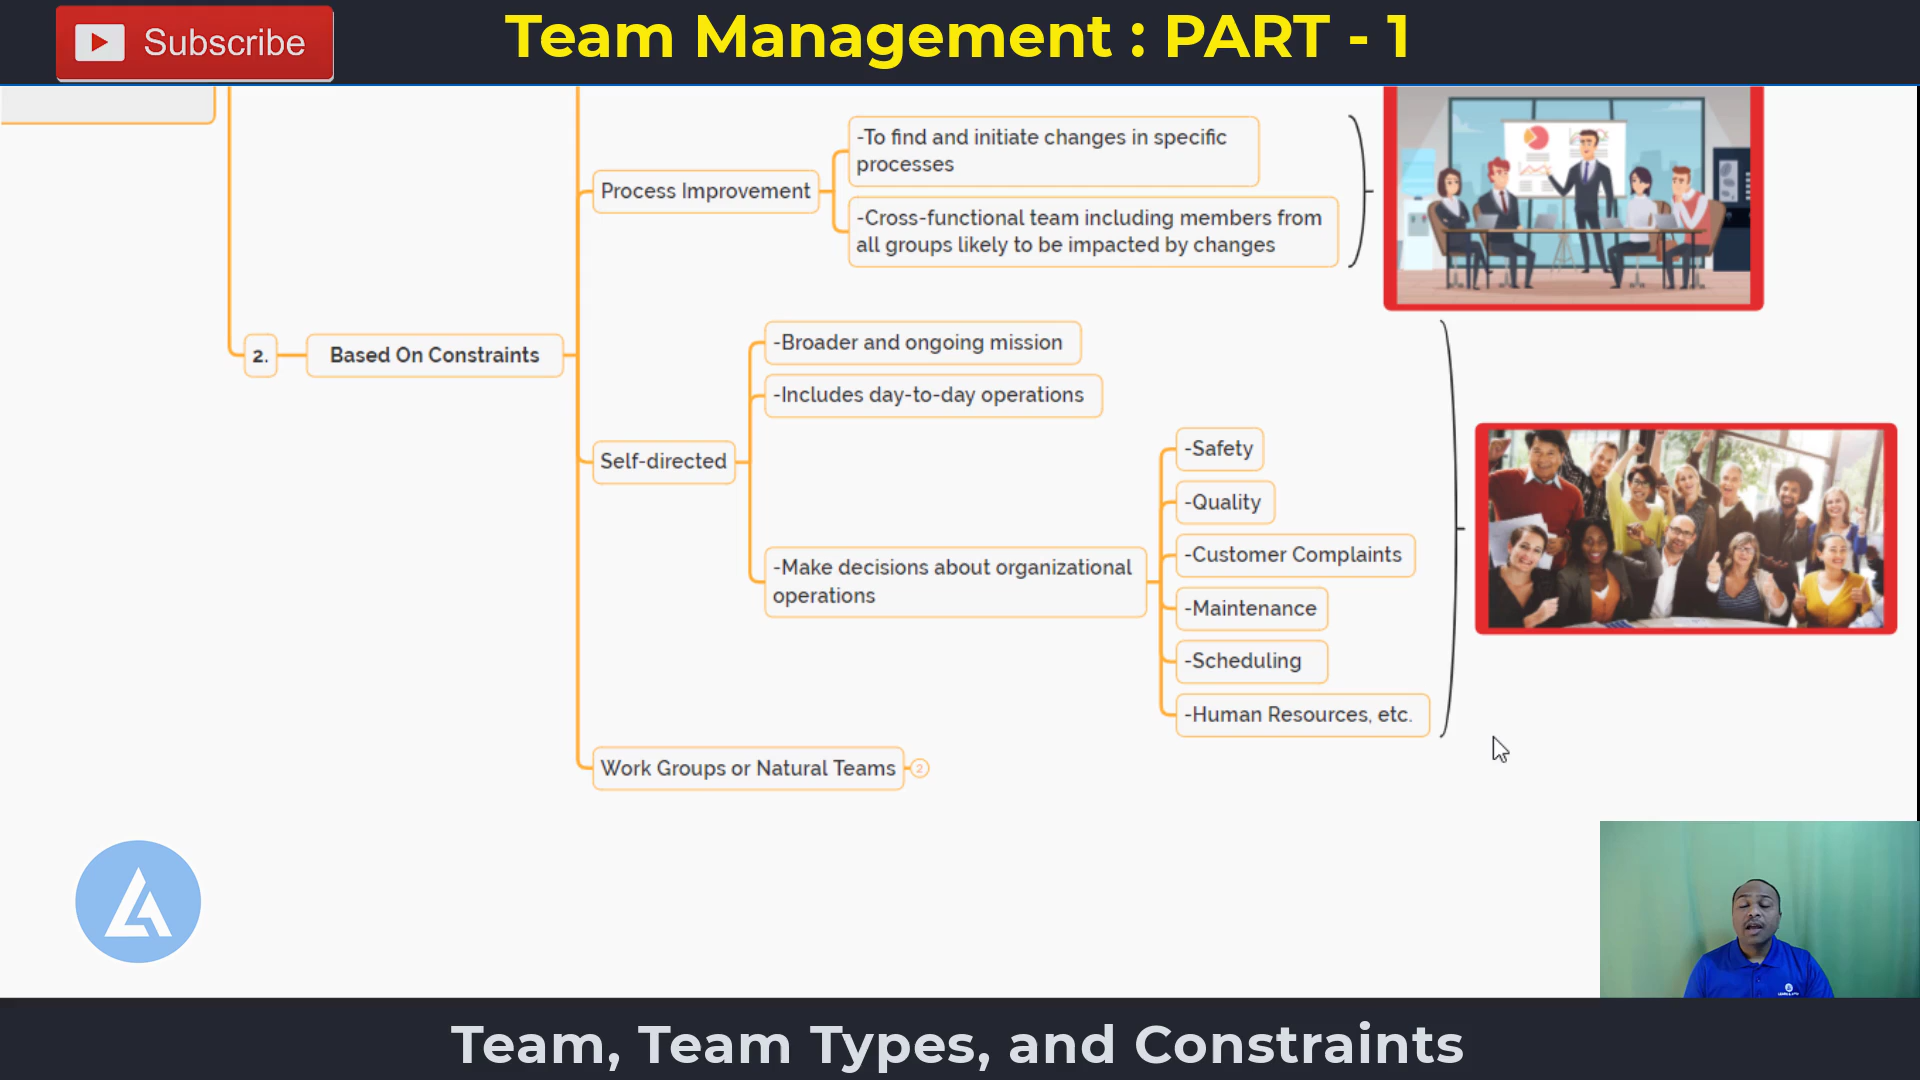 Subscribe
Team Management : PART - 1
-To find and initiate changes in specific
processes
Process Improvement
-Cross-functional team including members from
all groups likely to be impacted by changes
2.
Based On Constraints
-Broader and ongoing mission
-Includes day-to-day operations
Self-directed
-Make decisions about organizational
operations
-Safety
-Quality
-Customer Complaints
-Maintenance
-Scheduling
-Human Resources, etc.
Work Groups or Natural Teams
2
Team, Team Types, and Constraints